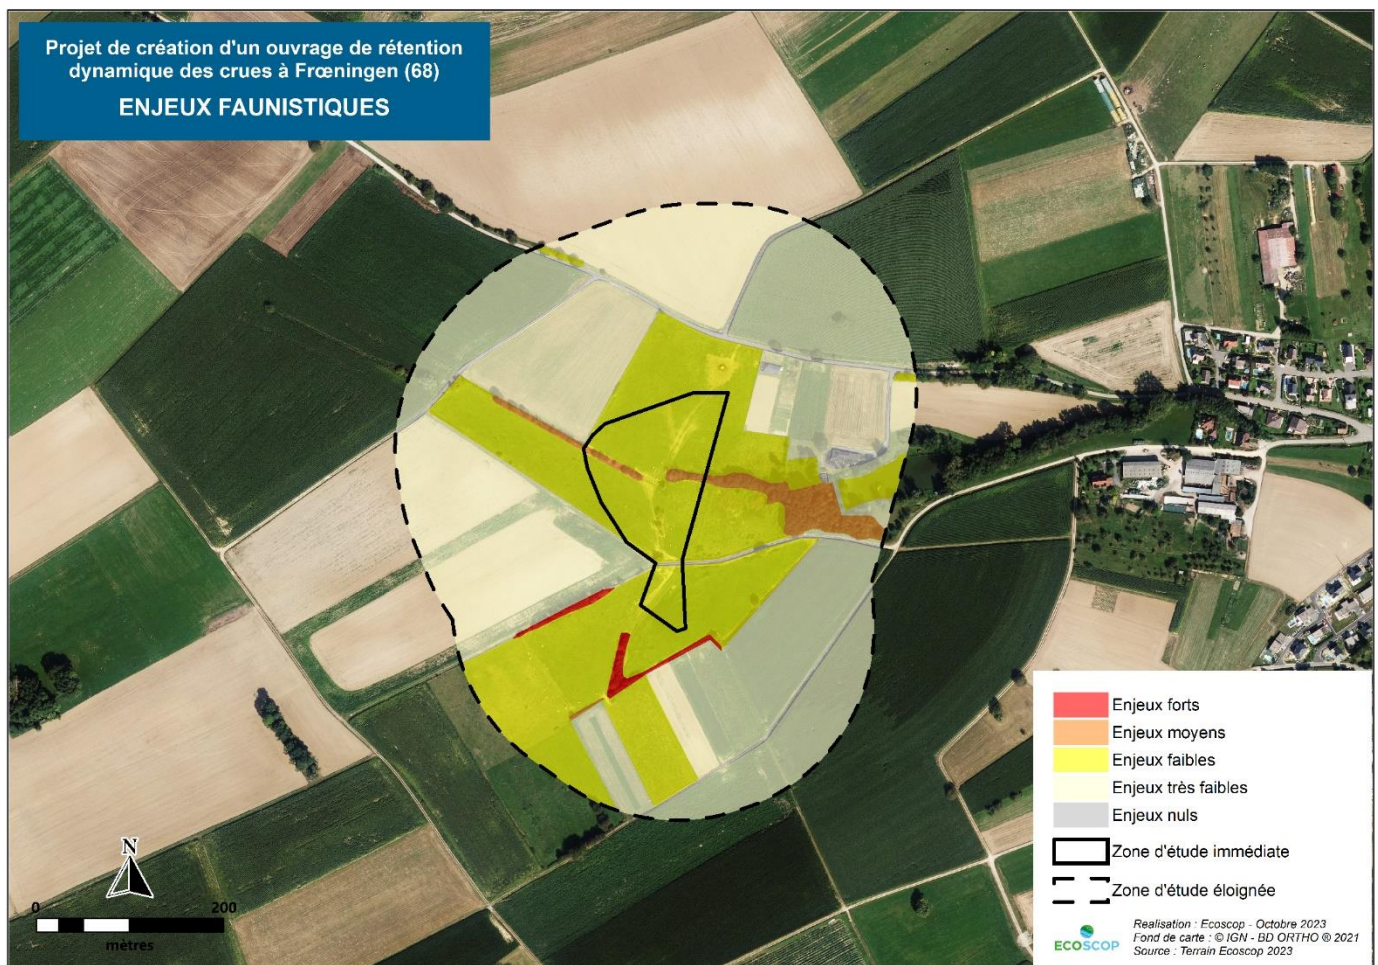 Projet de création d'un ouvrage de rétention
dynamique des crues à Frœningen (68)
ENJEUX FAUNISTIQUES
N
0 200
mètres
Enjeux forts
Enjeux moyens
Enjeux faibles
Enjeux très faibles
Enjeux nuls
Zone d'étude immédiate
Zone d'étude éloignée
ECOSCOP
Realisation : Ecoscop - Octobre 2023
Fond de carte : © IGN - BD ORTHO ® 2021
Source : Terrain Ecoscop 2023